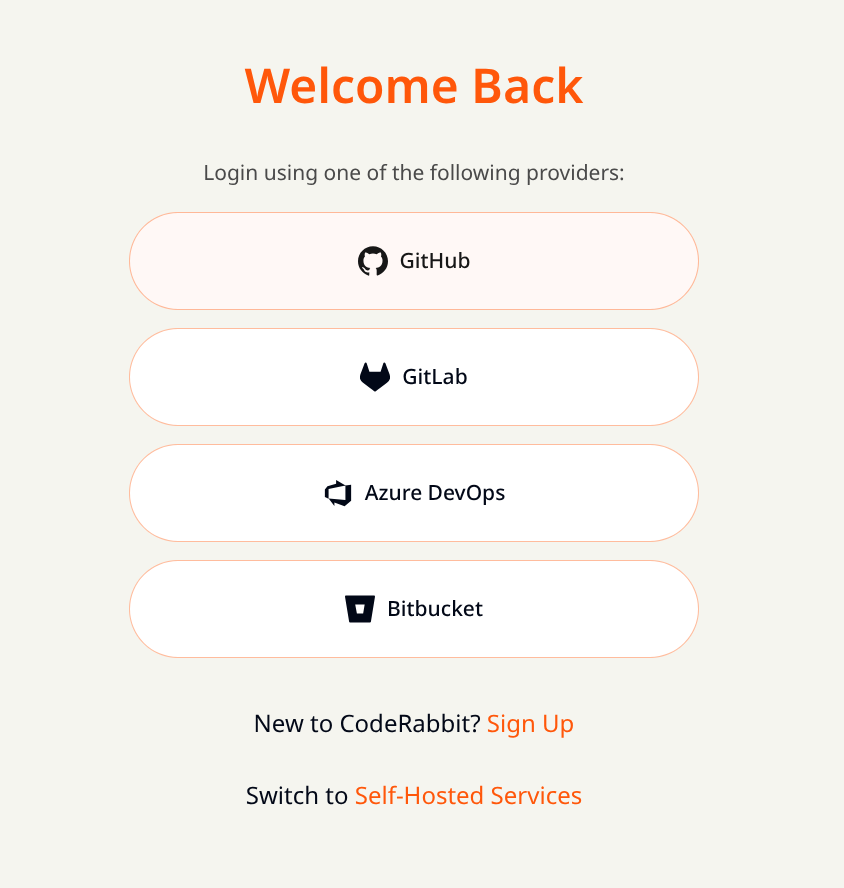 Welcome Back
Login using one of the following providers:
GitHub
GitLab
Azure DevOps
Bitbucket
New to CodeRabbit? Sign Up
Switch to Self-Hosted Services